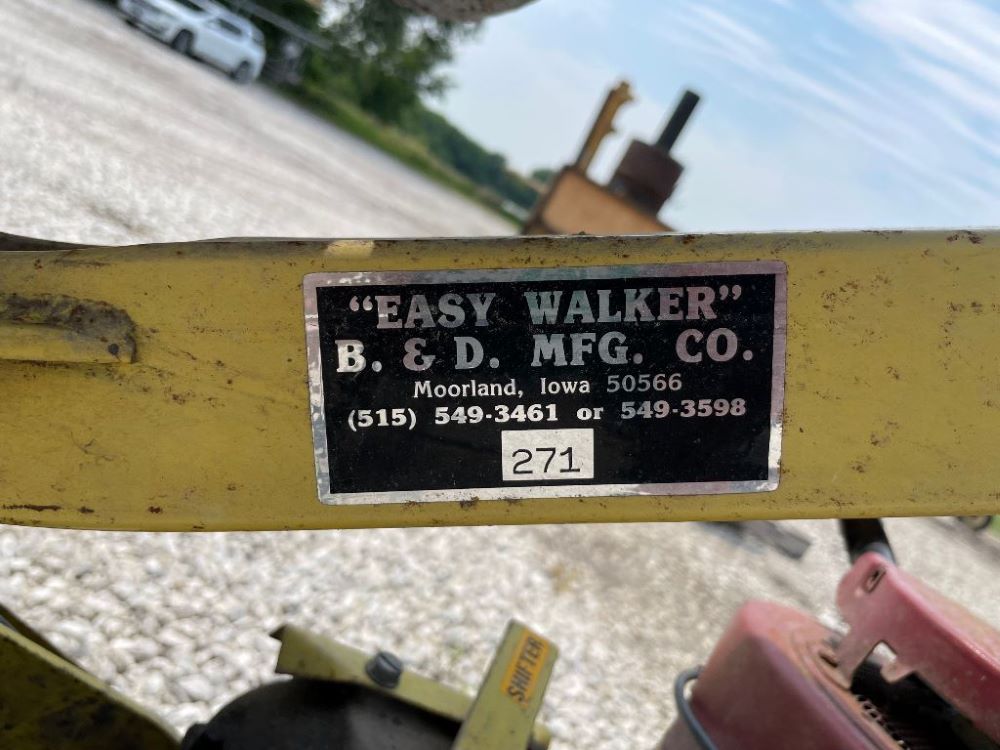 “EASY WALKER”
B. & D. MFG. CO.
Moorland, Iowa 50566
(515) 549-3461 or 549-3598
271
SHIFTER